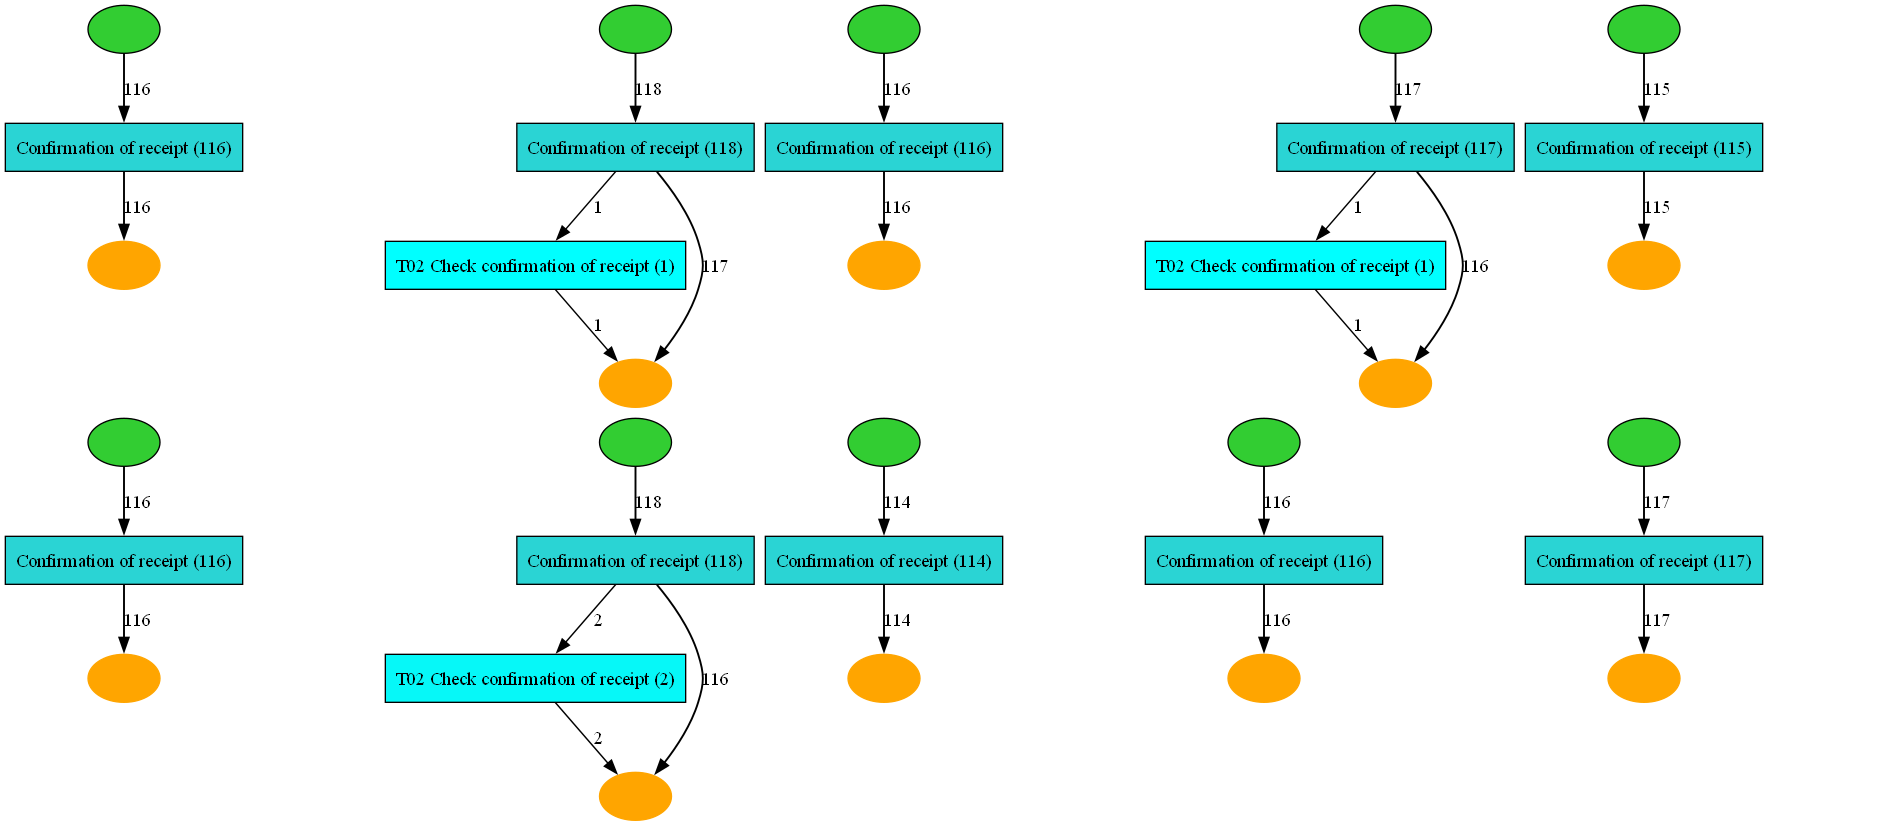 116
118
116
117
115
Confirmation of receipt (116)
Confirmation of receipt (118)
Confirmation of receipt (116)
Confirmation of receipt (117)
Confirmation of receipt (115)
116
1
116
1
115
T02 Check confirmation of receipt (1)
117
T02 Check confirmation of receipt (1)
116
1
1
116
118
114
116
117
Confirmation of receipt (116)
Confirmation of receipt (118)
Confirmation of receipt (114)
Confirmation of receipt (116)
Confirmation of receipt (117)
116
2
114
116
117
T02 Check confirmation of receipt (2)
116
2